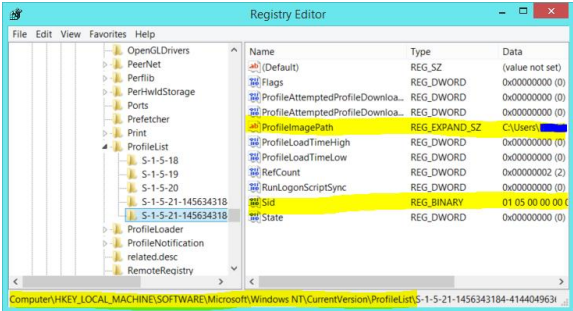 Registry Editor
File Edit View Favorites Help
OpenGLDrivers
PeerNet
Perflib
PerHwIdStorage
Ports
Prefetcher
Print
ProfileList
S-1-5-18
S-1-5-19
S-1-5-20
S-1-5-21-145634318
S-1-5-21-145634318
ProfileLoader
ProfileNotification
related.desc
RemoteRegistry
Name Type Data
(Default) REG_SZ (value not set)
Flags REG_DWORD 0x00000000 (0)
ProfileAttemptedProfileDownloa... REG_DWORD 0x00000000 (0)
ProfileAttemptedProfileDownloa... REG_DWORD 0x00000000 (0)
ProfileImagePath REG_EXPAND_SZ C:\Users\
ProfileLoadTimeHigh REG_DWORD 0x00000000 (0)
ProfileLoadTimeLow REG_DWORD 0x00000000 (0)
RefCount REG_DWORD 0x00000002 (2)
RunLogonScriptSync REG_DWORD 0x00000000 (0)
Sid REG_BINARY 01 05 00 00 00 0
State REG_DWORD 0x00000000 (0)
Computer\HKEY_LOCAL_MACHINE\SOFTWARE\Microsoft\Windows NT\CurrentVersion\ProfileList\S-1-5-21-1456343184-414404963